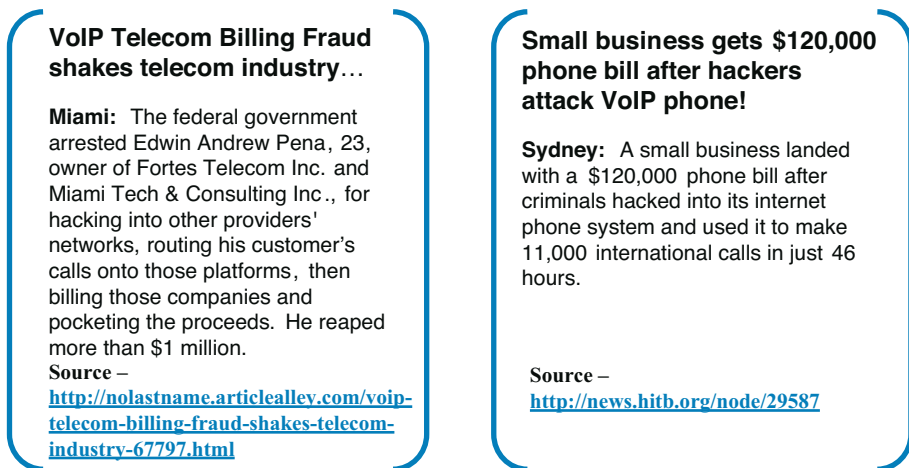 VoIP Telecom Billing Fraud
shakes telecom industry…
Miami: The federal government
arrested Edwin Andrew Pena, 23,
owner of Fortes Telecom Inc. and
Miami Tech & Consulting Inc., for
hacking into other providers'
networks, routing his customer’s
calls onto those platforms, then
billing those companies and
pocketing the proceeds. He reaped
more than $1 million.
Source –
http://nolastname.articlealley.com/voip-
telecom-billing-fraud-shakes-telecom-
industry-67797.html
Small business gets $120,000
phone bill after hackers
attack VoIP phone!
Sydney: A small business landed
with a $120,000 phone bill after
criminals hacked into its internet
phone system and used it to make
11,000 international calls in just 46
hours.
Source –
http://news.hitb.org/node/29587